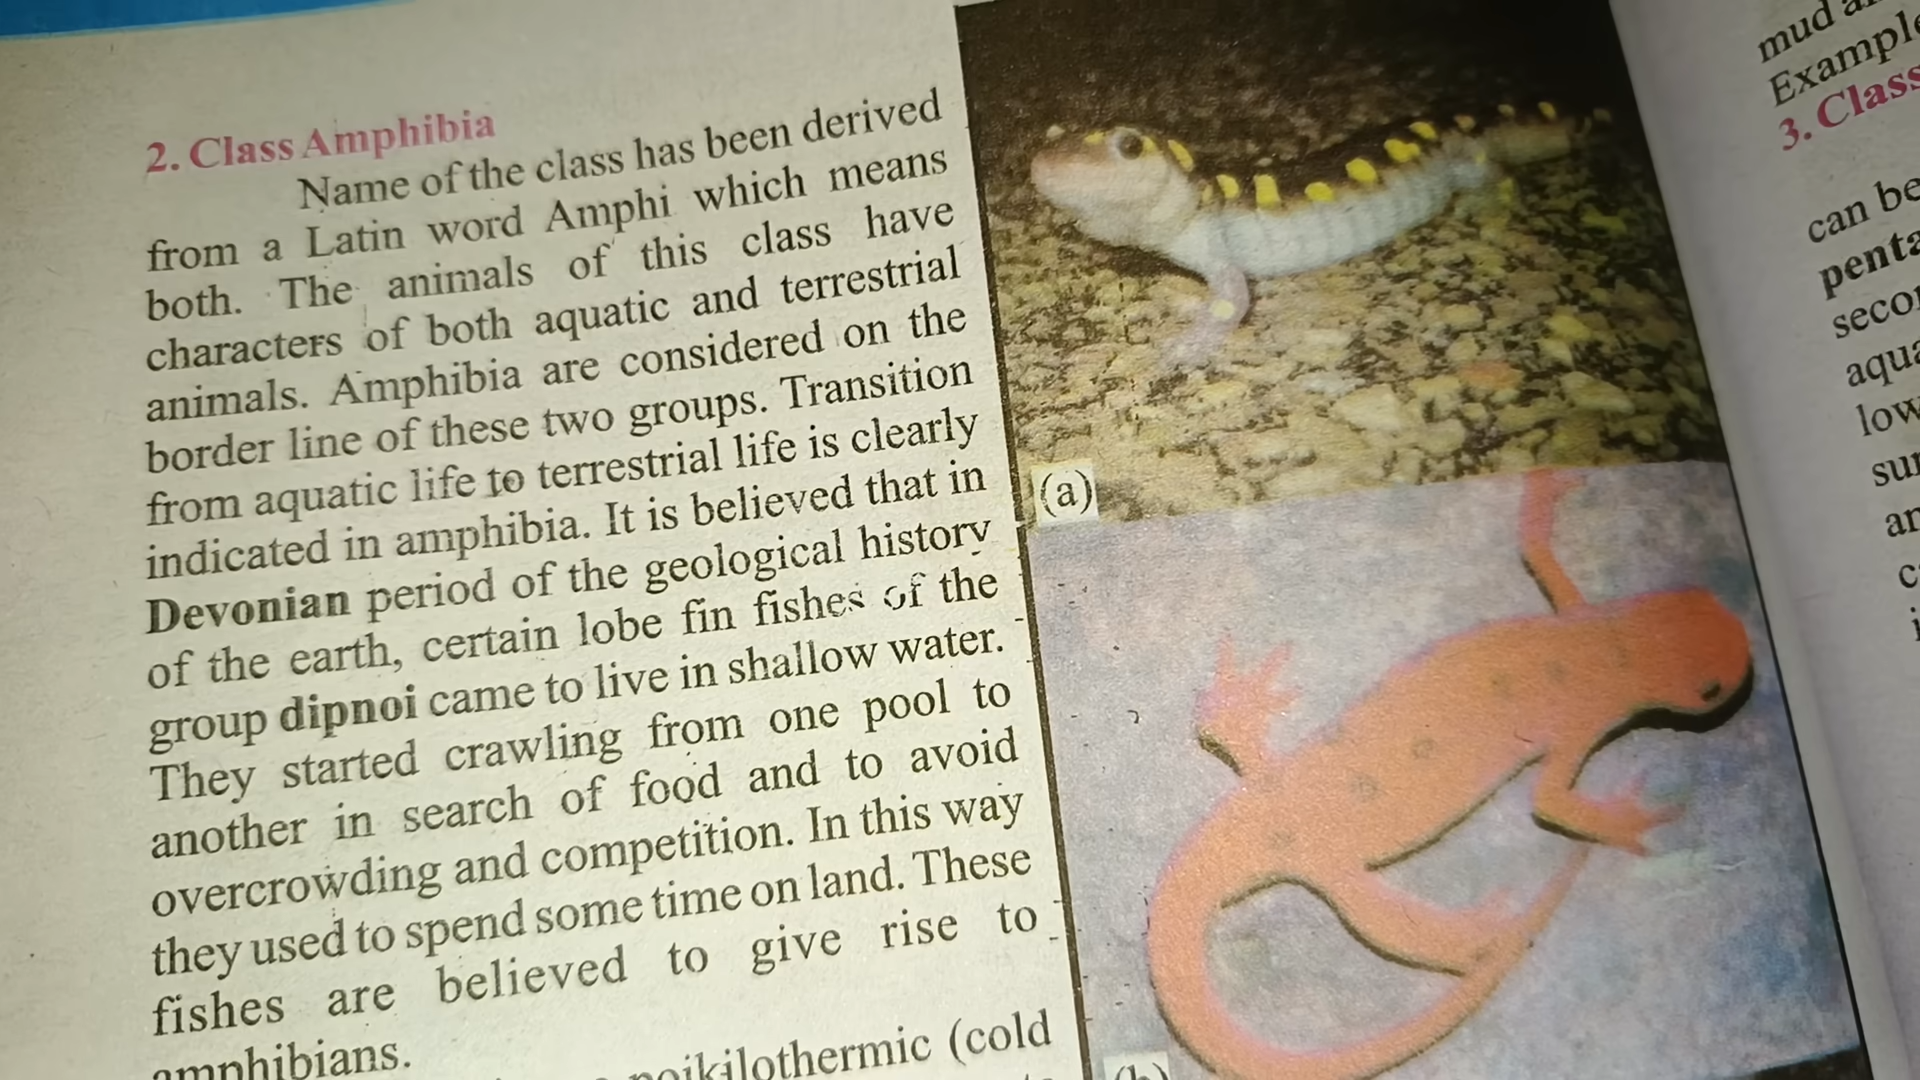 2. Class Amphibia
Name of the class has been derived
from a Latin word Amphi which means
both. The animals of this class have
characters of both aquatic and terrestrial
animals. Amphibia are considered on the
border line of these two groups. Transition
from aquatic life to terrestrial life is clearly
indicated in amphibia. It is believed that in
Devonian period of the geological history
of the earth, certain lobe fin fishes of the
group dipnoi came to live in shallow water.
They started crawling from one pool to
another in search of food and to avoid
overcrowding and competition. In this way
they used to spend some time on land. These
fishes are believed to give rise to
amphibians.
poikilothermic (cold
(a)
(b)
mud
Example
3. Class
can be